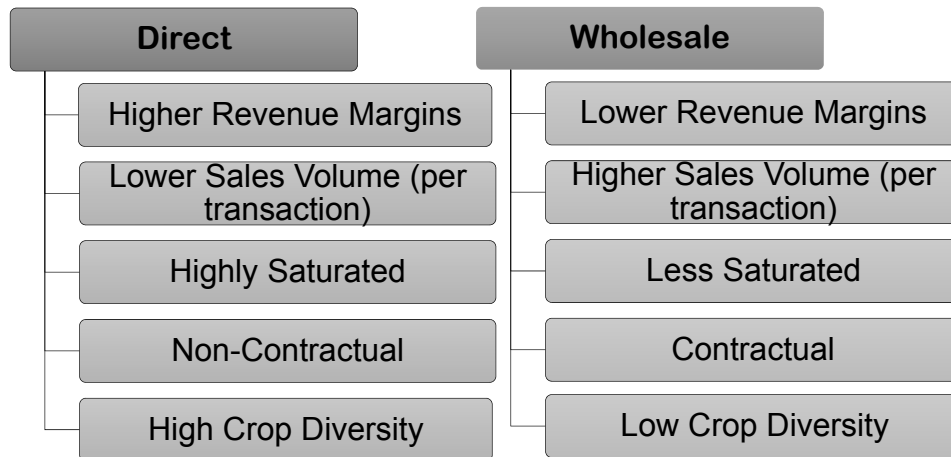 Direct
Higher Revenue Margins
Lower Sales Volume (per
transaction)
Highly Saturated
Non-Contractual
High Crop Diversity
Wholesale
Lower Revenue Margins
Higher Sales Volume (per
transaction)
Less Saturated
Contractual
Low Crop Diversity